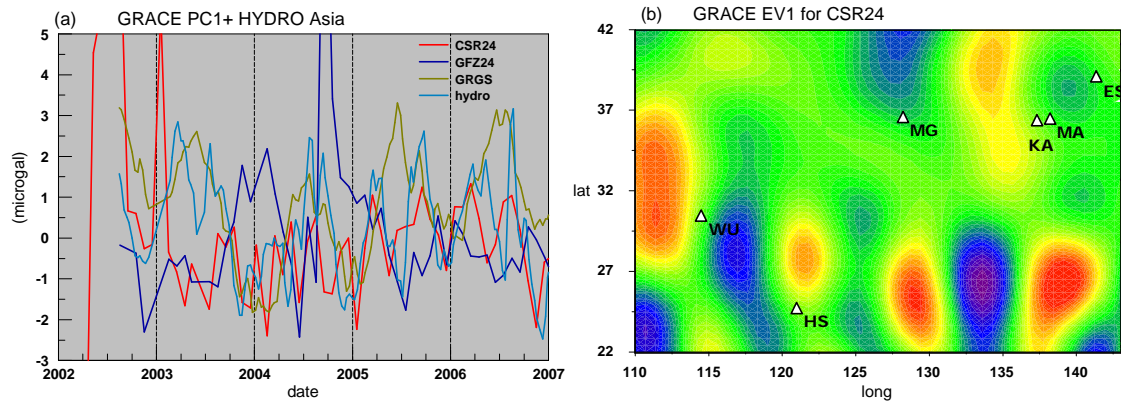 (a) GRACE PC1+ HYDRO Asia
5
4
3
2
1
0
-1
-2
-3
(microgal)
CSR24
GFZ24
GRGS
hydro
2002 2003 2004 2005 2006 2007
date
(b) GRACE EV1 for CSR24
42
37
32
27
22
lat
ES
MG
MA
KA
WU
HS
110 115 120 125 130 135 140
long